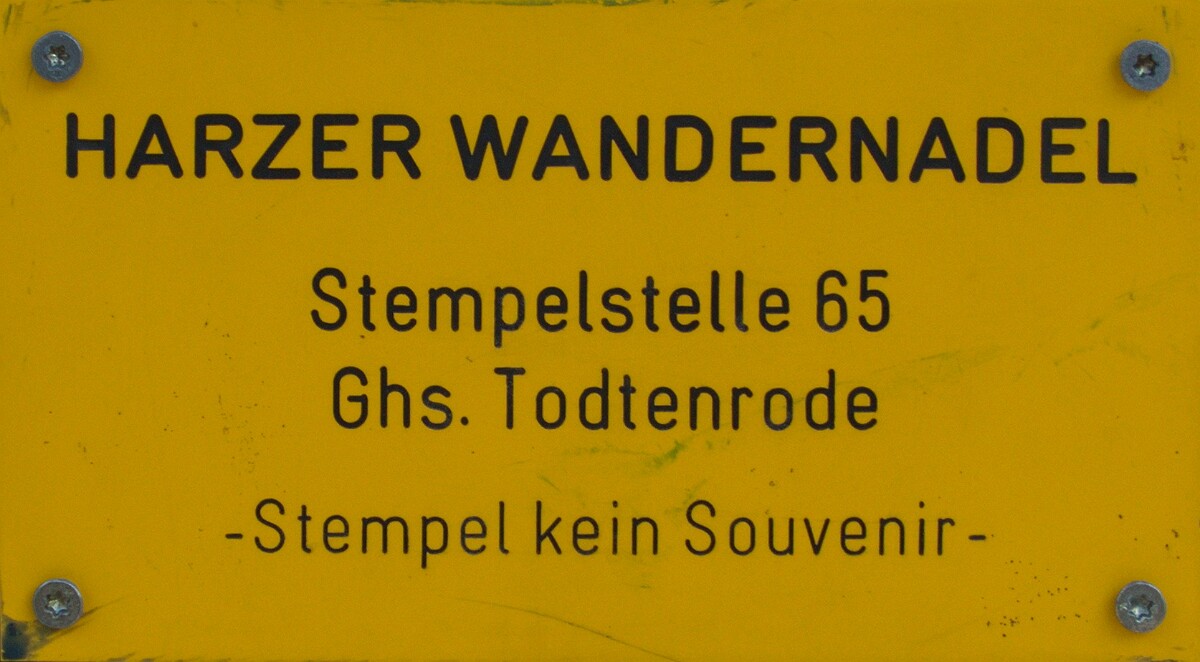 HARZER WANDERNADEL
Stempelstelle 65
Ghs. Todtenrode
-Stempel kein Souvenir-